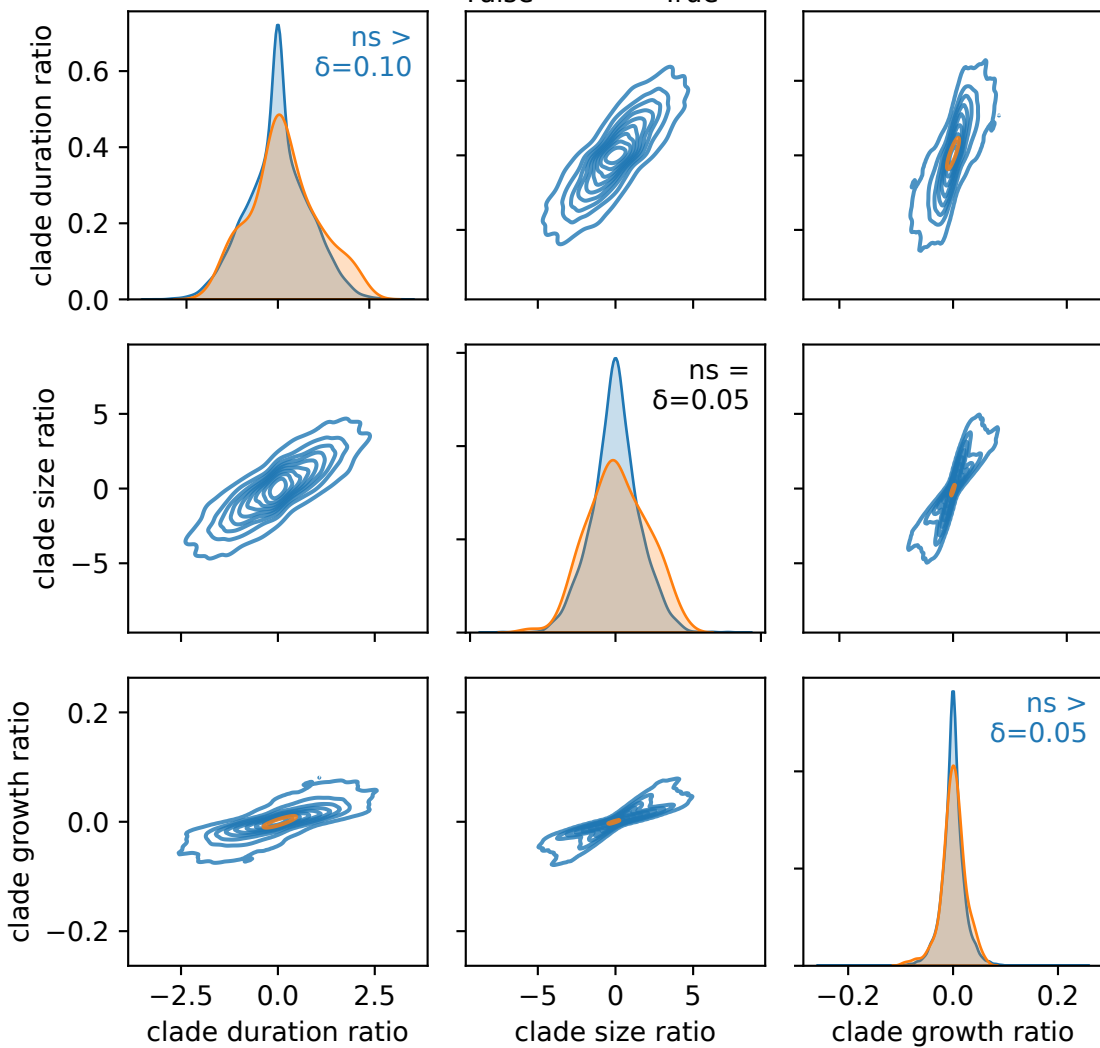 clade duration ratio
0.6
0.4
0.2
0.0
ns >
δ=0.10
clade size ratio
5
0
−5
ns =
δ=0.05
clade growth ratio
0.2
0.0
−0.2
ns >
δ=0.05
−2.5 0.0 2.5
−5 0 5
−0.2 0.0 0.2
clade duration ratio
clade size ratio
clade growth ratio